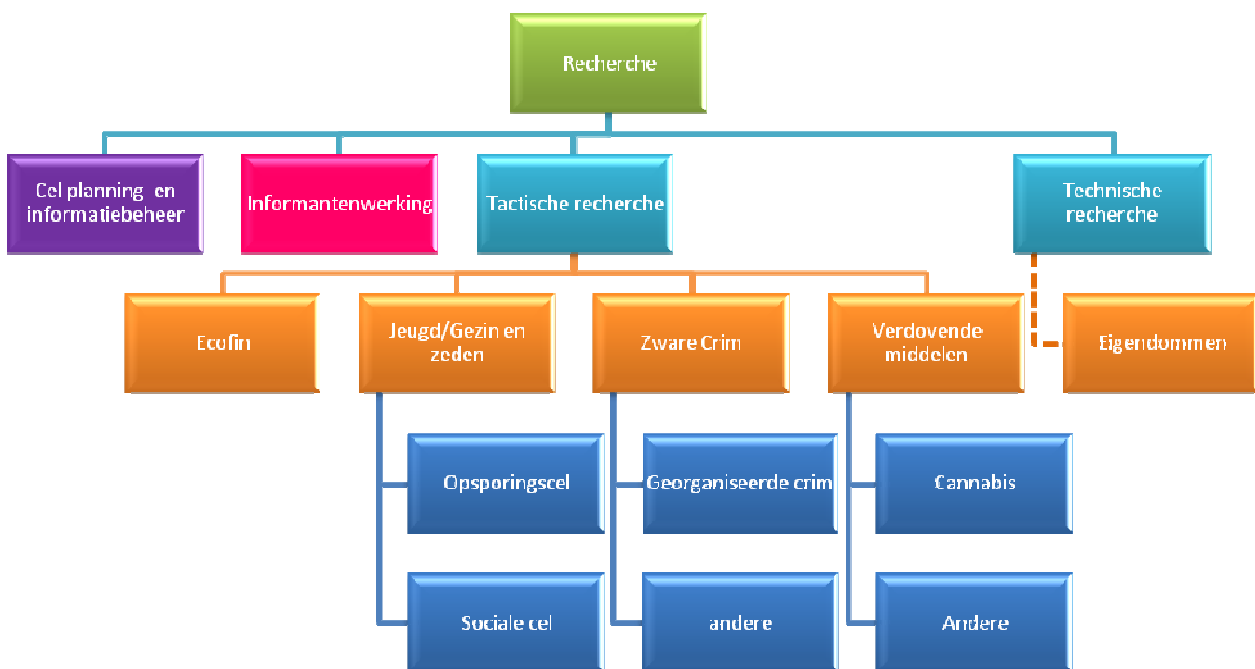 Recherche
Cel planning en
informatiebeheer
Informantenwerking
Tactische recherche
Technische
recherche
Ecofin
Jeugd/Gezin en
zeden
Zware Crim
Verdovende
middelen
Eigendommen
Opsporingscel
Georganiseerde crim
Cannabis
Sociale cel
andere
Andere